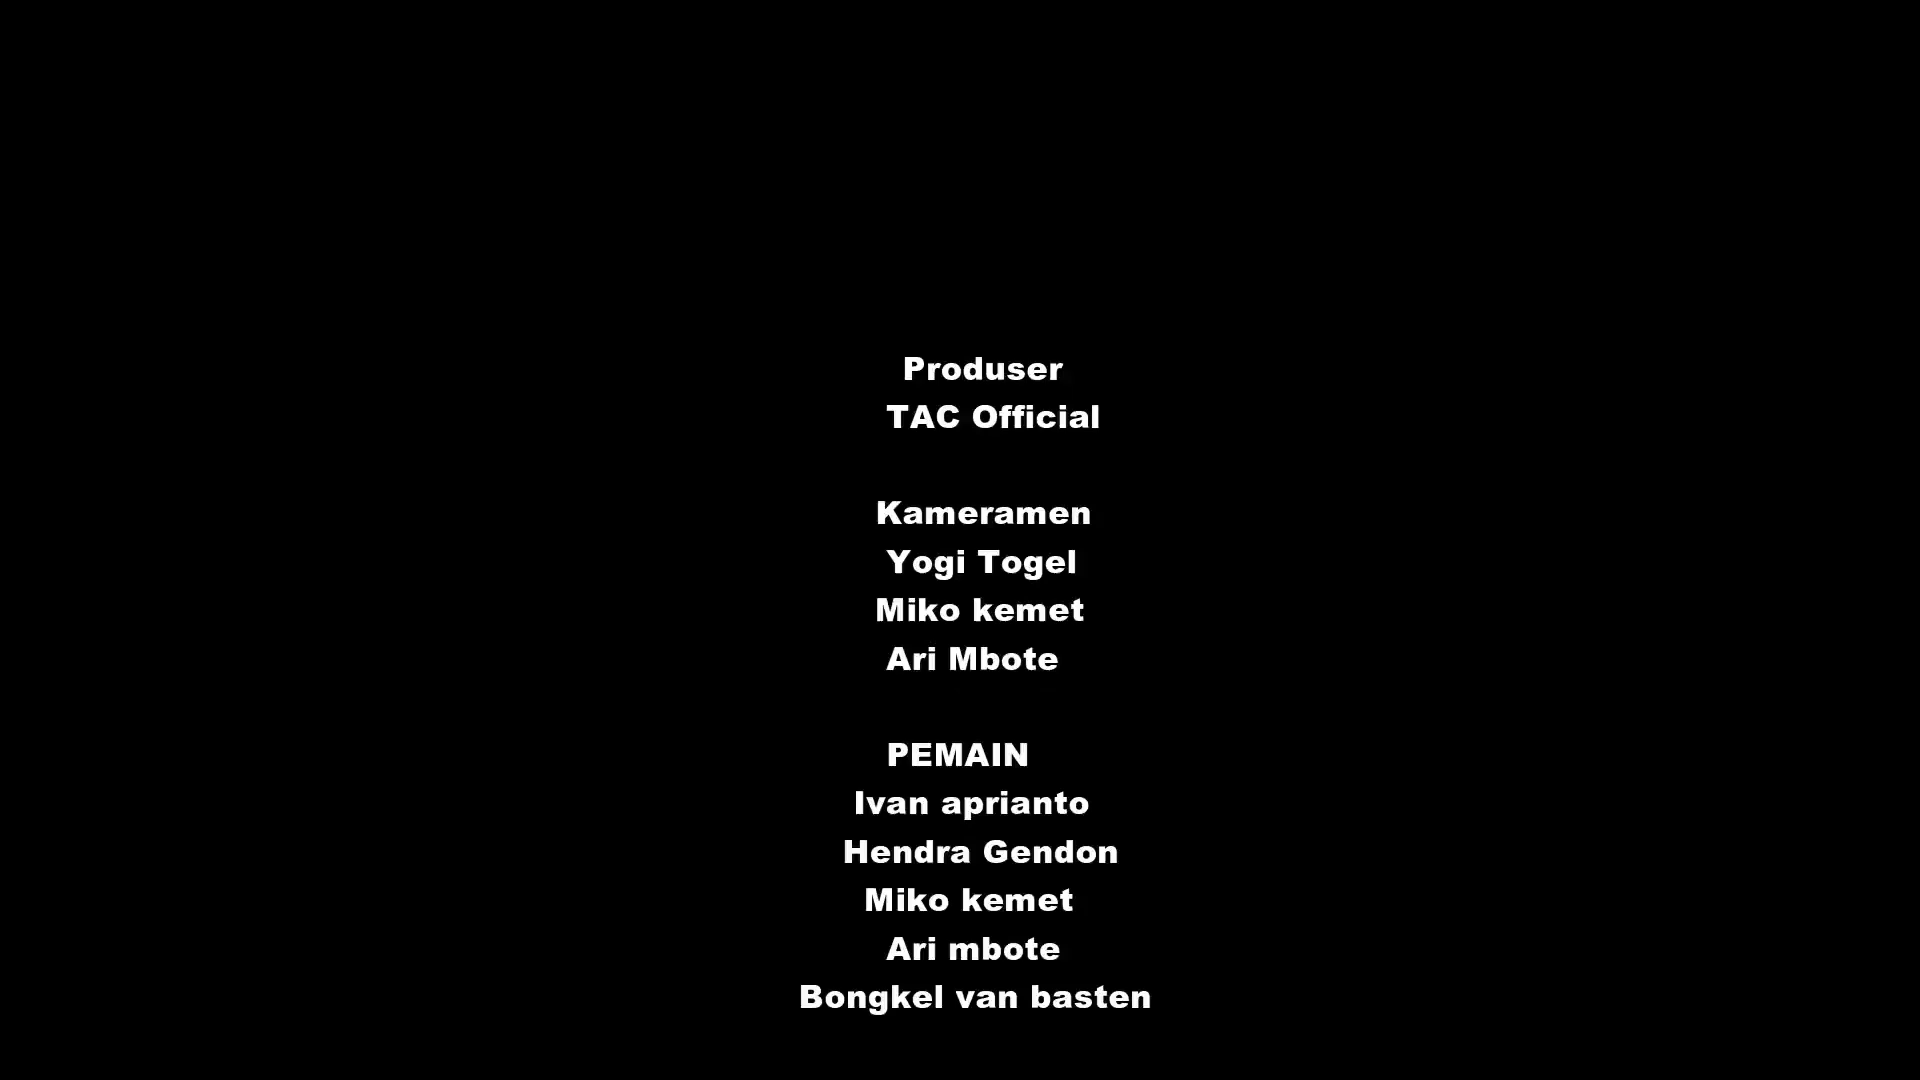 Produser
TAC Official
Kameramen
Yogi Togel
Miko kemet
Ari Mbote
PEMAIN
Ivan aprianto
Hendra Gendon
Miko kemet
Ari mbote
Bongkel van basten